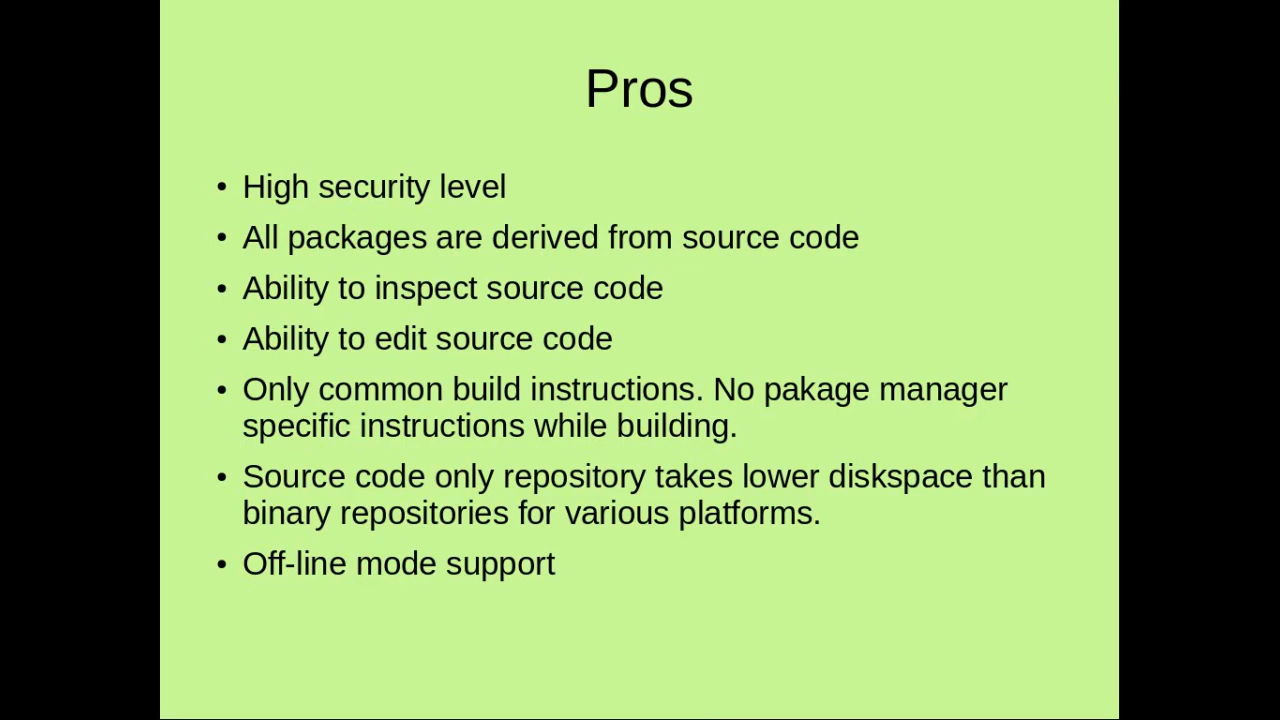 Pros
• High security level
• All packages are derived from source code
• Ability to inspect source code
• Ability to edit source code
• Only common build instructions. No pakage manager
specific instructions while building.
• Source code only repository takes lower diskspace than
binary repositories for various platforms.
• Off-line mode support